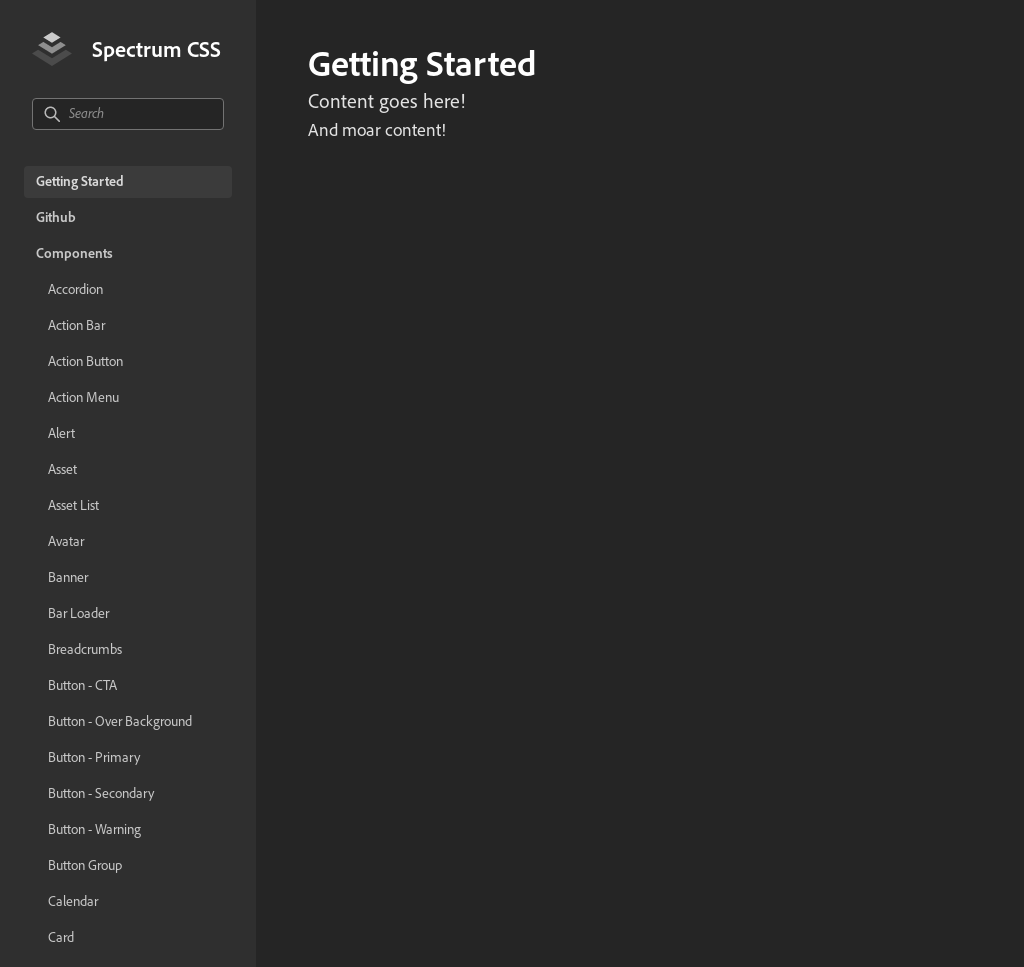 Spectrum CSS
Search
Getting Started
Github
Components
Accordion
Action Bar
Action Button
Action Menu
Alert
Asset
Asset List
Avatar
Banner
Bar Loader
Breadcrumbs
Button - CTA
Button - Over Background
Button - Primary
Button - Secondary
Button - Warning
Button Group
Calendar
Card
Getting Started
Content goes here!
And moar content!